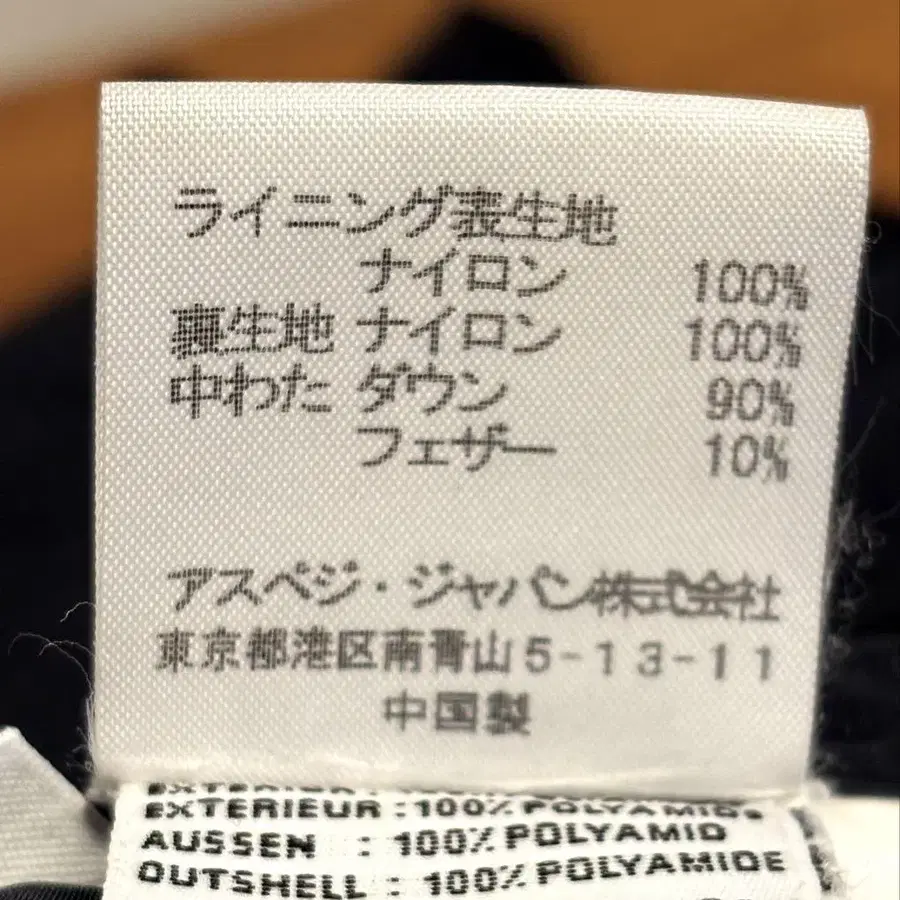 ライニング表生地
ナイロン 100%
裏生地 ナイロン 100%
中わた ダウン 90%
フェザー 10%
アスペジ・ジャパン株式会社
東京都港区南青山5-13-11
中国製
EXTERIEUR :100% POLYAMIDE
AUSSEN : 100% POLYAMID
OUTSHELL : 100% POLYAMIDE